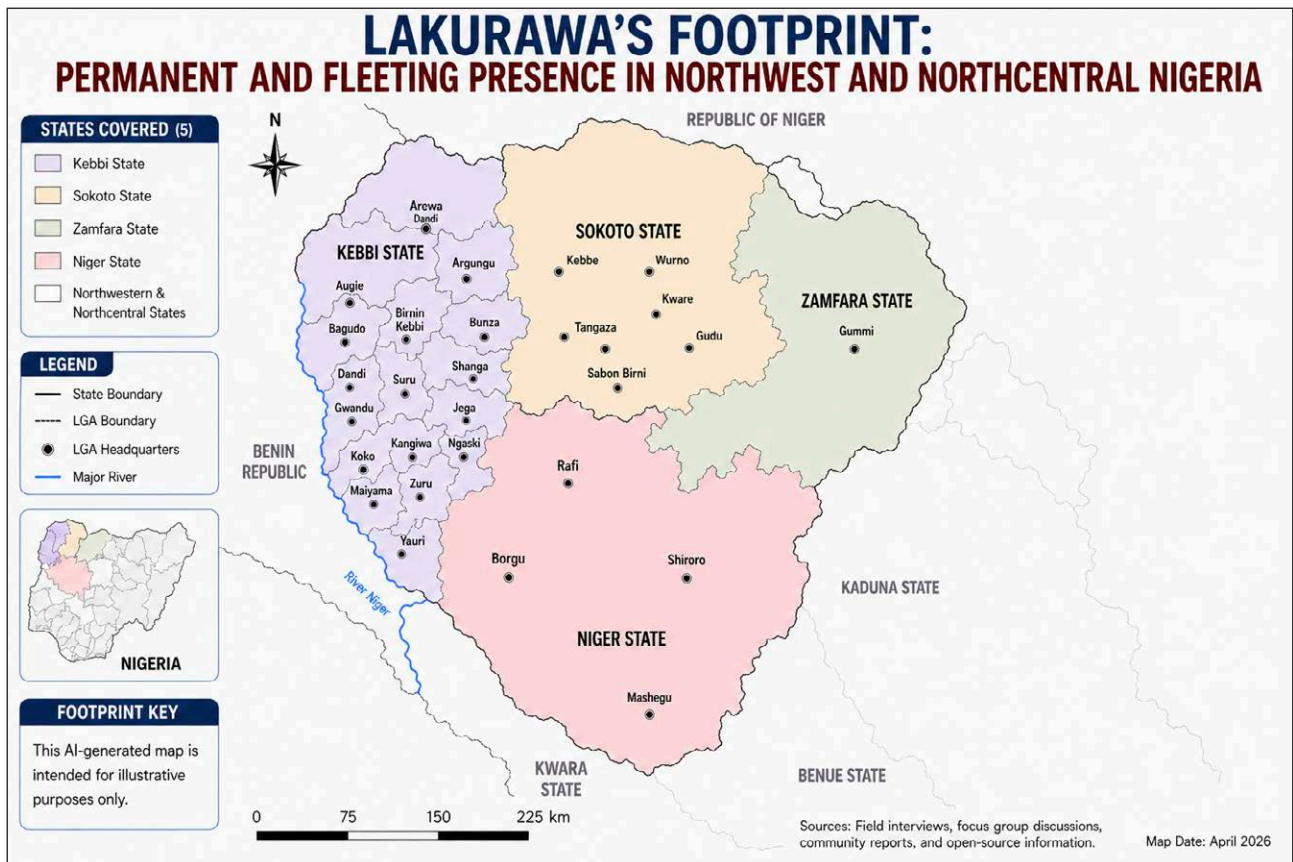 LAKURAWA'S FOOTPRINT:
PERMANENT AND FLEETING PRESENCE IN NORTHWEST AND NORTHCENTRAL NIGERIA
STATES COVERED (5)
Kebbi State
Sokoto State
Zamfara State
Niger State
Northwestern &
Northcentral States
LEGEND
State Boundary
LGA Boundary
LGA Headquarters
Major River
NIGERIA
FOOTPRINT KEY
This AI-generated map is
intended for illustrative
purposes only.
N
REPUBLIC OF NIGER
KEBBI STATE
Arewa
Dandi
Argungu
Augie
Birnin
Kebbi
Bagudo
Bunza
Dandi
Suru
Shanga
Gwandu
Jega
Koko
Kangiwa
Ngaski
Maiyama
Zuru
Yauri
SOKOTO STATE
Kebbe
Wurno
Kware
Tangaza
Gudu
Sabon Birni
ZAMFARA STATE
Gummi
BENIN
REPUBLIC
Rafi
Borgu
Shiroro
NIGER STATE
Mashegu
River Niger
KADUNA STATE
KWARA
STATE
BENUE STATE
0 75 150 225 km
Sources: Field interviews, focus group discussions,
community reports, and open-source information.
Map Date: April 2026